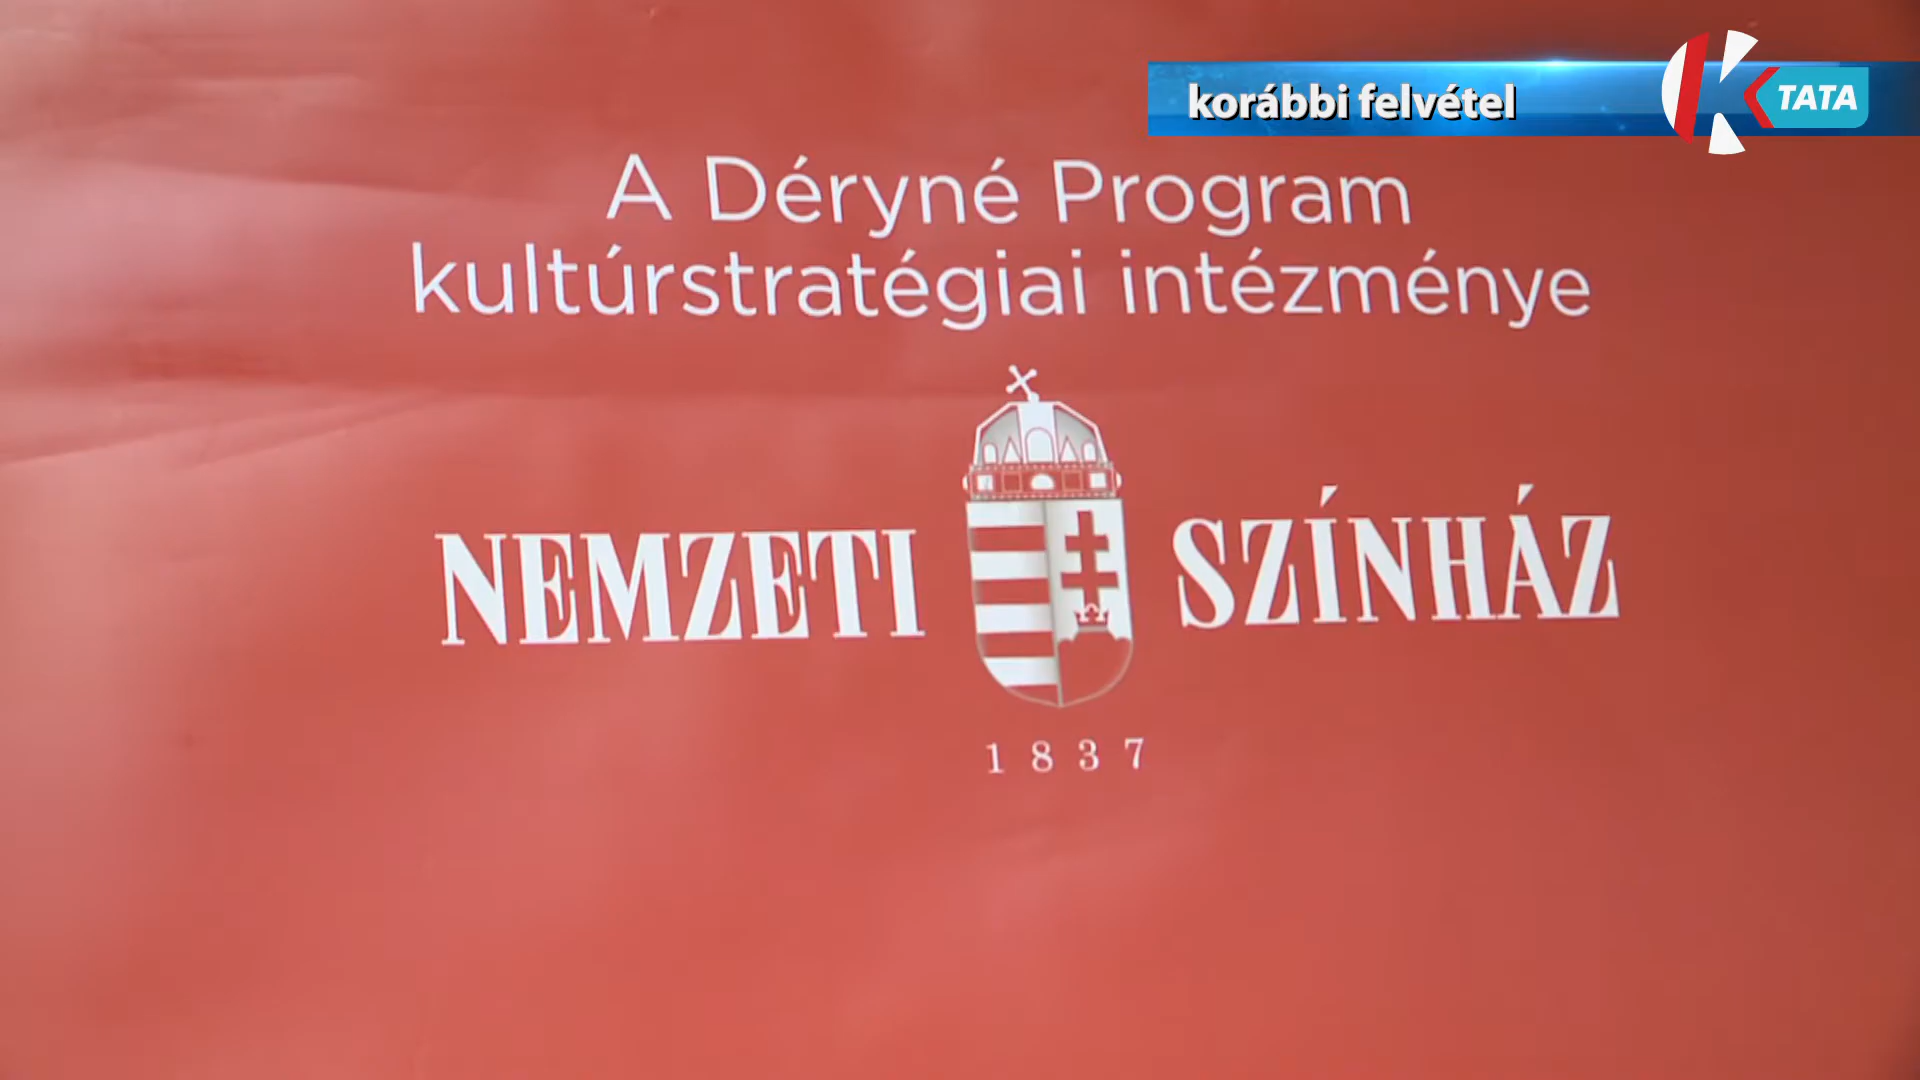 korábbi felvétel
K TATA
A Déryné Program
kultúrstratégiai intézménye
NEMZETI SZÍNHÁZ
1837